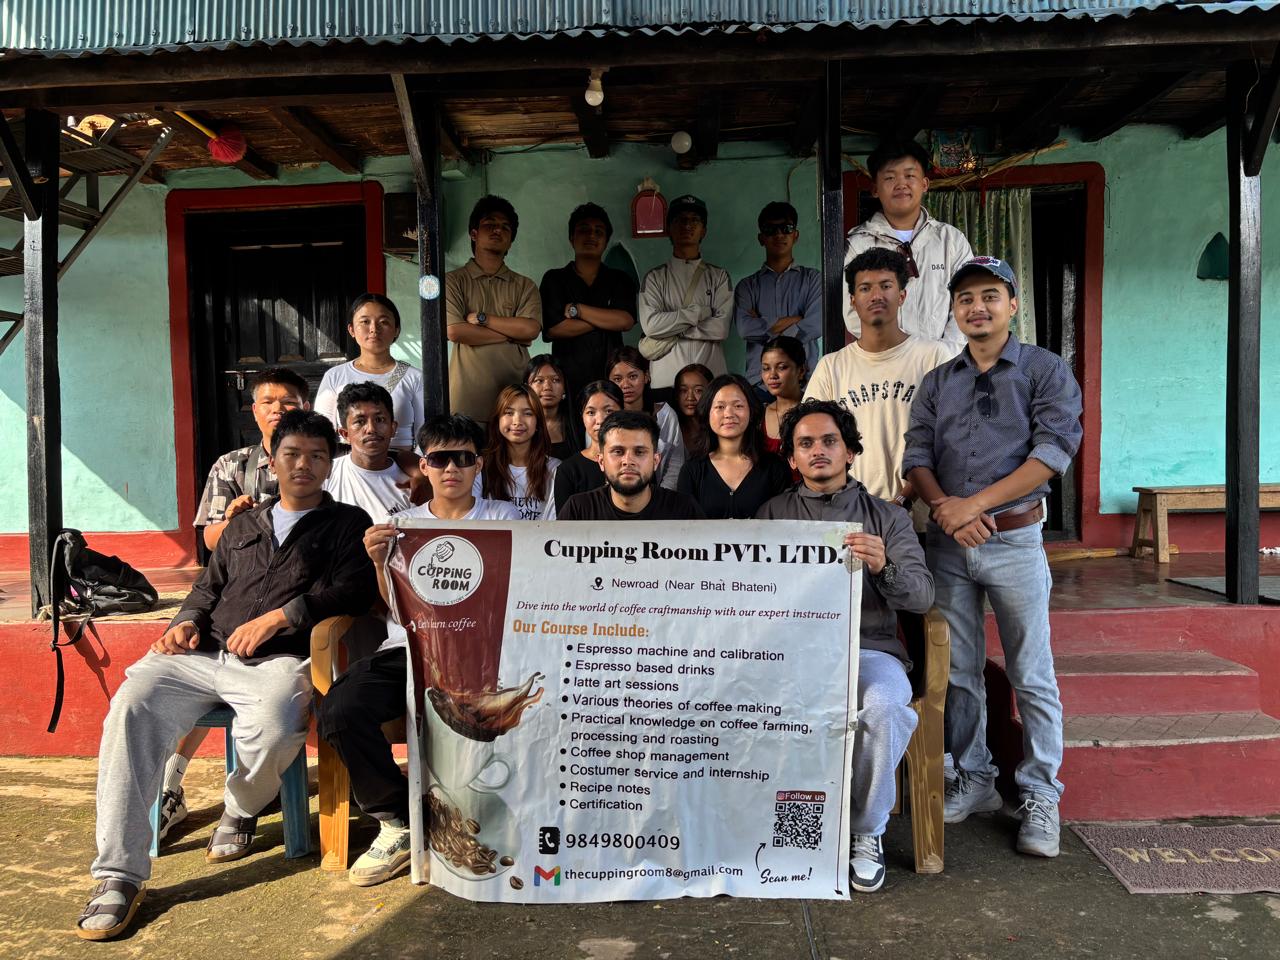 D&G
TRAPSTA
Cupping Room PVT. LTD.
CUPPiNG
ROOM
Newroad (Near Bhat Bhateni)
Dive into the world of coffee craftmanship with our expert instructor
Let's learn coffee
Our Course Include:
• Espresso machine and calibration
• Espresso based drinks
• latte art sessions
• Various theories of coffee making
• Practical knowledge on coffee farming,
processing and roasting
• Coffee shop management
• Costumer service and internship
• Recipe notes
• Certification
Follow us
9849800409
thecuppingroom8@gmail.com
Scan me!
WELCO